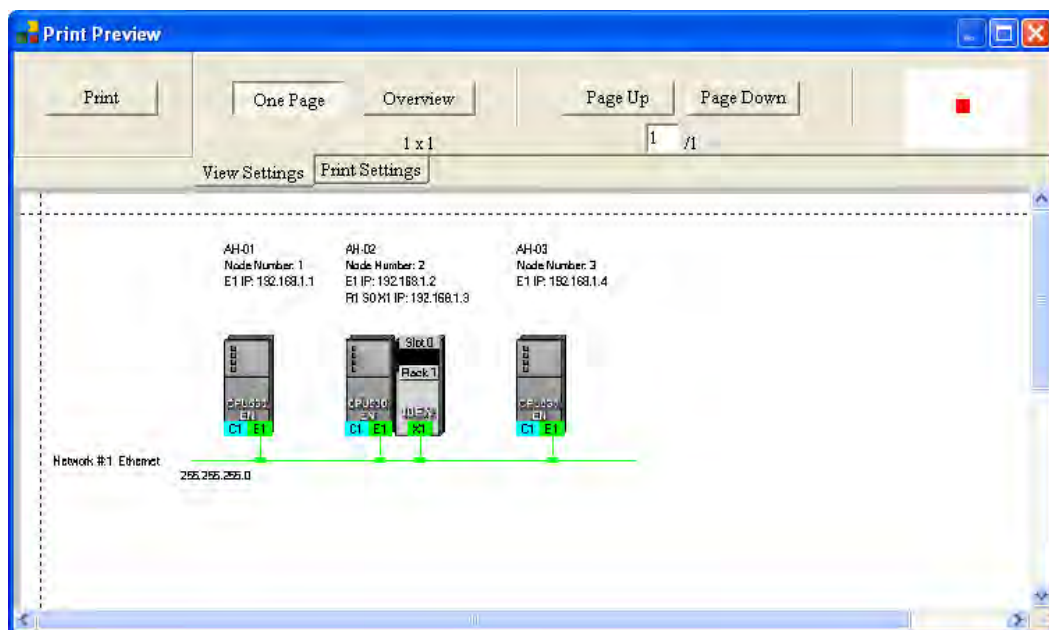 Print Preview
Print
One Page
Overview
Page Up
Page Down
1 x 1
1 /1
View Settings
Print Settings
AH-01
Node Number: 1
E1 IP: 192.168.1.1
AH-02
Node Number: 2
E1 IP: 192.168.1.2
R1 S0 X1 IP: 192.168.1.3
AH-03
Node Number: 3
E1 IP: 192.168.1.4
Slot 0
Rack 1
EN
C1 E1
EN
C1 E1
X1
EN
C1 E1
Network #:1 Ethernet
255.255.255.0